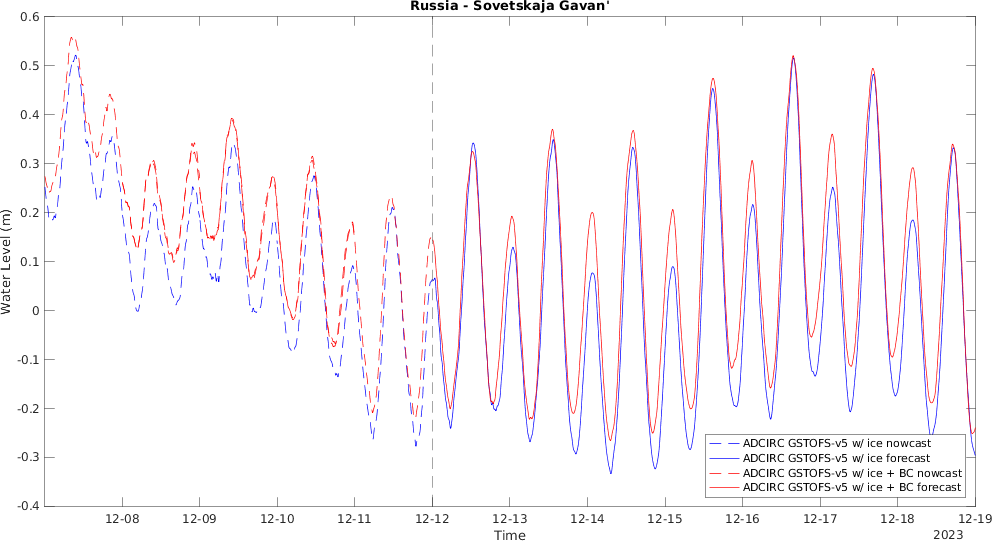 Russia - Sovetskaja Gavan'
0.6
0.5
0.4
0.3
0.2
0.1
0
-0.1
-0.2
-0.3
-0.4
Water Level (m)
ADCIRC GSTOFS-v5 w/ ice nowcast
ADCIRC GSTOFS-v5 w/ ice forecast
ADCIRC GSTOFS-v5 w/ ice + BC nowcast
ADCIRC GSTOFS-v5 w/ ice + BC forecast
12-08 12-09 12-10 12-11 12-12 12-13 12-14 12-15 12-16 12-17 12-18 12-19
Time
2023